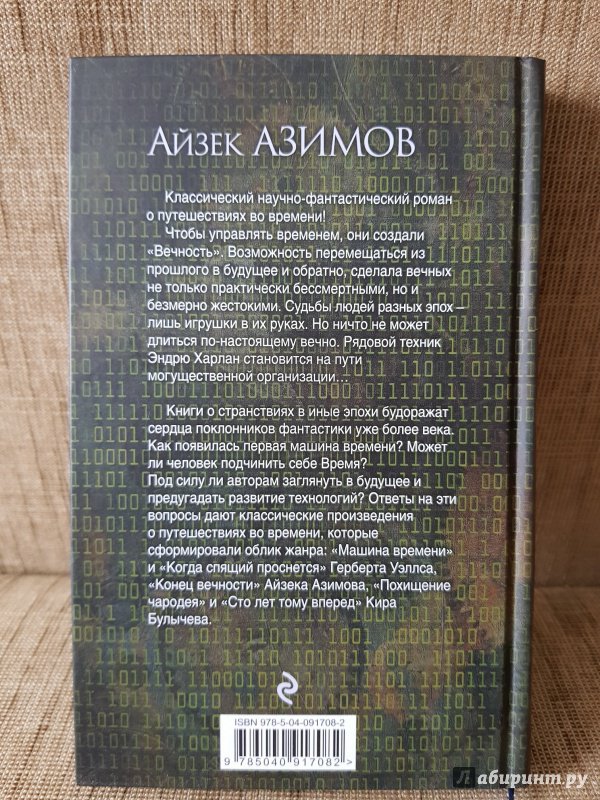 Айзек АЗИМОВ
Классический научно-фантастический роман
о путешествиях во времени!
Чтобы управлять временем, они создали
«Вечность». Возможность перемещаться из
прошлого в будущее и обратно, сделала вечных
не только практически бессмертными, но и
безмерно жестокими. Судьбы людей разных эпох –
лишь игрушки в их руках. Но ничто не может
длиться по-настоящему вечно. Рядовой техник
Эндрю Харлан становится на пути
могущественной организации…
Книги о странствиях в иные эпохи будоражат
сердца поклонников фантастики уже более века.
Как появилась первая машина времени? Может
ли человек подчинить себе Время?
Под силу ли авторам заглянуть в будущее и
предугадать развитие технологий? Ответы на эти
вопросы дают классические произведения
о путешествиях во времени, которые
сформировали облик жанра: «Машина времени»
и «Когда спящий проснется» Герберта Уэллса,
«Конец вечности» Айзека Азимова, «Похищение
чародея» и «Сто лет тому вперед» Кира
Булычева.
ISBN 978-5-04-091708-2
9 785040 917082 >
Лабиринт.ру